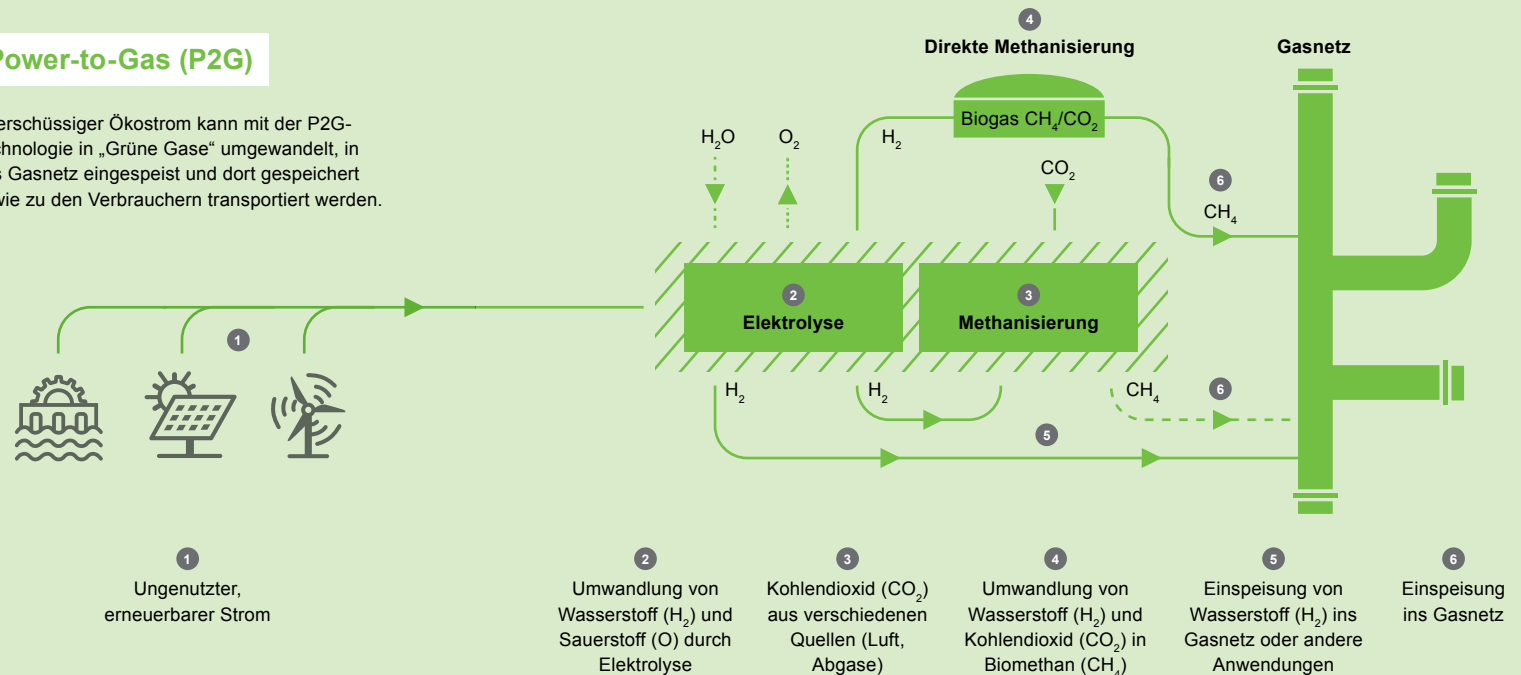 Power-to-Gas (P2G)
erschüssiger Ökostrom kann mit der P2G-
chnologie in „Grüne Gase“ umgewandelt, in
s Gasnetz eingespeist und dort gespeichert
wie zu den Verbrauchern transportiert werden.
4
Direkte Methanisierung
Gasnetz
Biogas CH₄/CO₂
H₂O
O₂
H₂
CO₂
6
CH₄
1
2
Elektrolyse
3
Methanisierung
H₂
H₂
CH₄
6
5
1
Ungenutzter,
erneuerbarer Strom
2
Umwandlung von
Wasserstoff (H₂) und
Sauerstoff (O) durch
Elektrolyse
3
Kohlendioxid (CO₂)
aus verschiedenen
Quellen (Luft,
Abgase)
4
Umwandlung von
Wasserstoff (H₂) und
Kohlendioxid (CO₂) in
Biomethan (CH₄)
5
Einspeisung von
Wasserstoff (H₂) ins
Gasnetz oder andere
Anwendungen
6
Einspeisung
ins Gasnetz